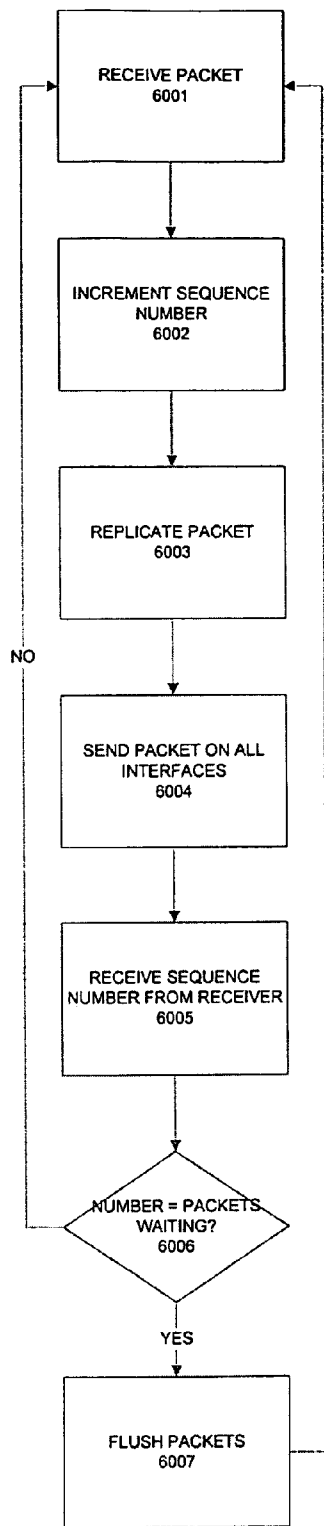 RECEIVE PACKET
6001
INCREMENT SEQUENCE
NUMBER
6002
REPLICATE PACKET
6003
NO
SEND PACKET ON ALL
INTERFACES
6004
RECEIVE SEQUENCE
NUMBER FROM RECEIVER
6005
NUMBER = PACKETS
WAITING?
6006
YES
FLUSH PACKETS
6007